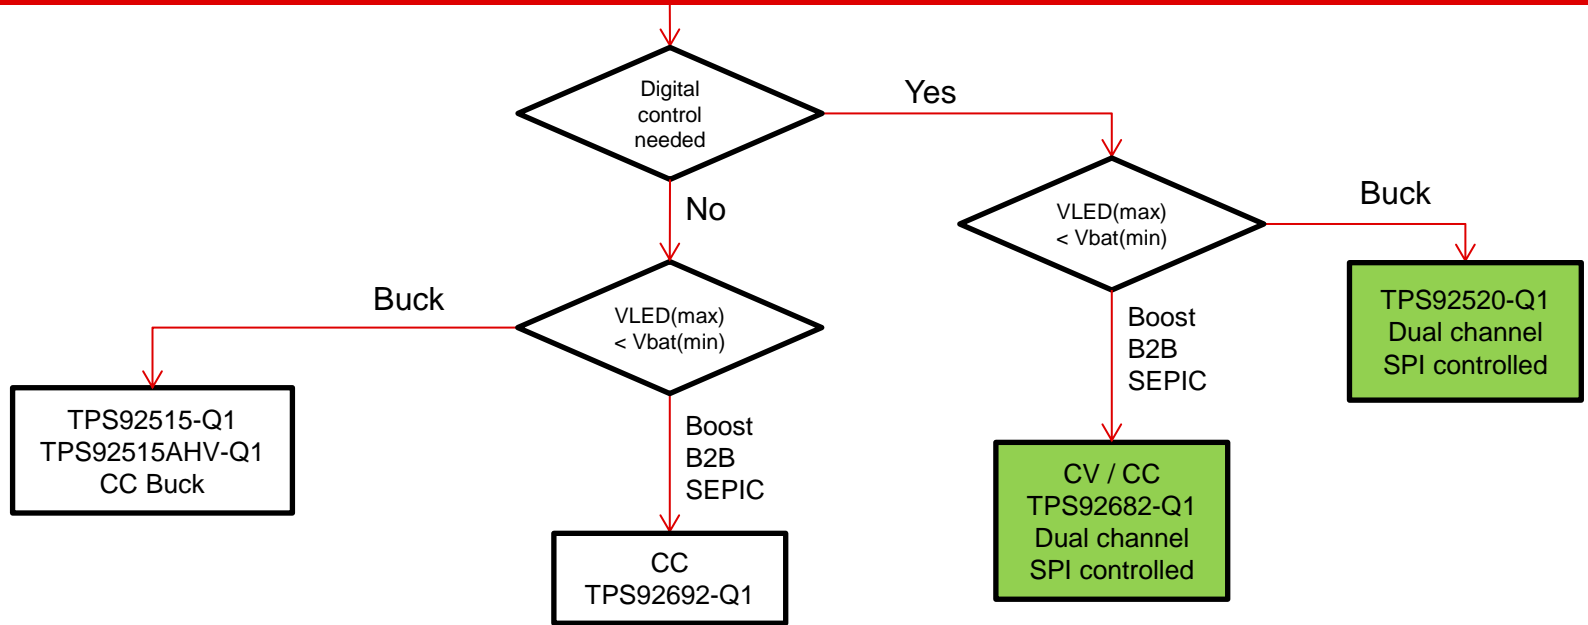 Digital
control
needed
Yes
No
VLED(max)
< Vbat(min)
Buck
VLED(max)
< Vbat(min)
Buck
Boost
B2B
SEPIC
TPS92520-Q1
Dual channel
SPI controlled
TPS92515-Q1
TPS92515AHV-Q1
CC Buck
Boost
B2B
SEPIC
CV / CC
TPS92682-Q1
Dual channel
SPI controlled
CC
TPS92692-Q1